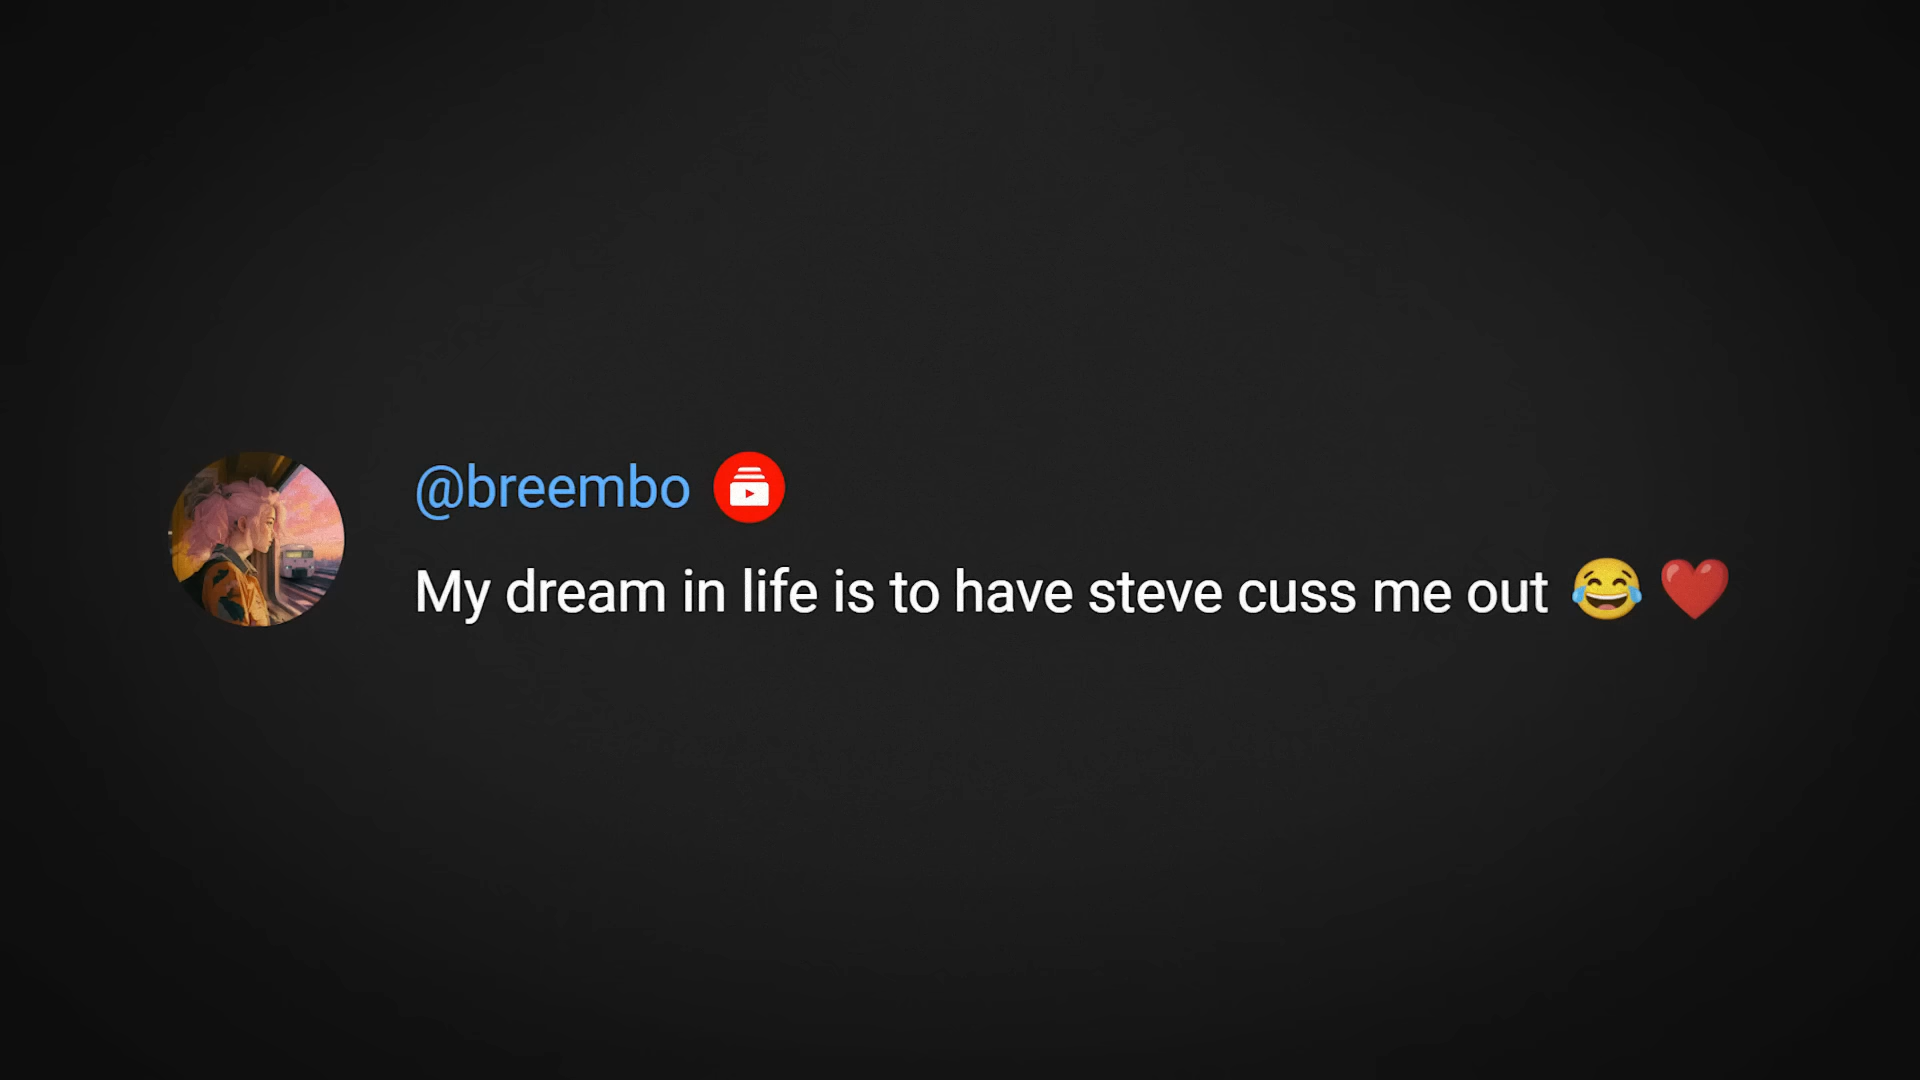 @breembo
My dream in life is to have steve cuss me out 😂 ❤️